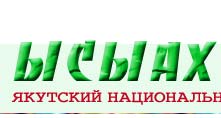 ЫСЫАХ
ЯКУТСКИЙ НАЦИОНАЛЬН